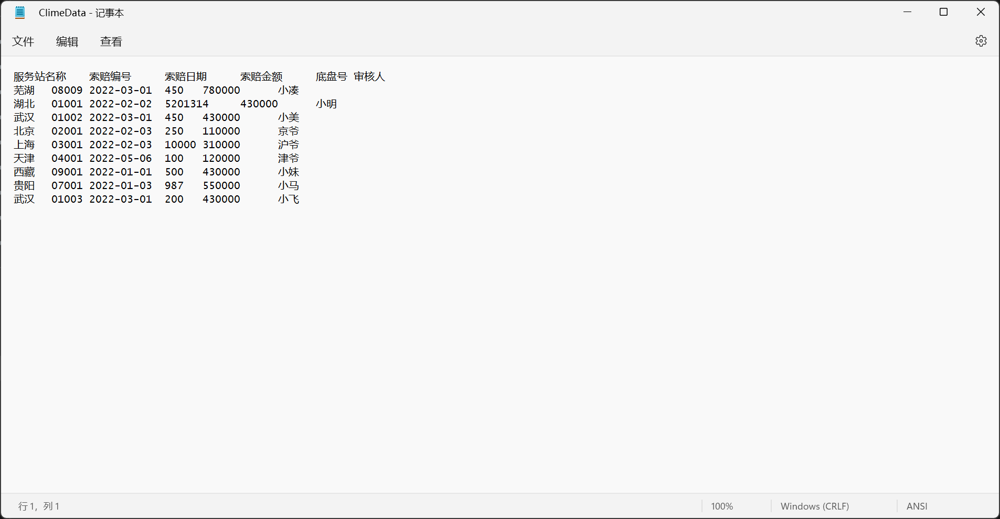 ClimeData - 记事本
文件 编辑 查看
服务站名称 索赔编号 索赔日期 索赔金额 底盘号 审核人
芜湖 08009 2022-03-01 450 780000 小凑
湖北 01001 2022-02-02 5201314 430000 小明
武汉 01002 2022-03-01 450 430000 小美
北京 02001 2022-02-03 250 110000 京爷
上海 03001 2022-02-03 10000 310000 沪爷
天津 04001 2022-05-06 100 120000 津爷
西藏 09001 2022-01-01 500 430000 小妹
贵阳 07001 2022-01-03 987 550000 小马
武汉 01003 2022-03-01 200 430000 小飞
行 1，列 1 100% Windows (CRLF) ANSI